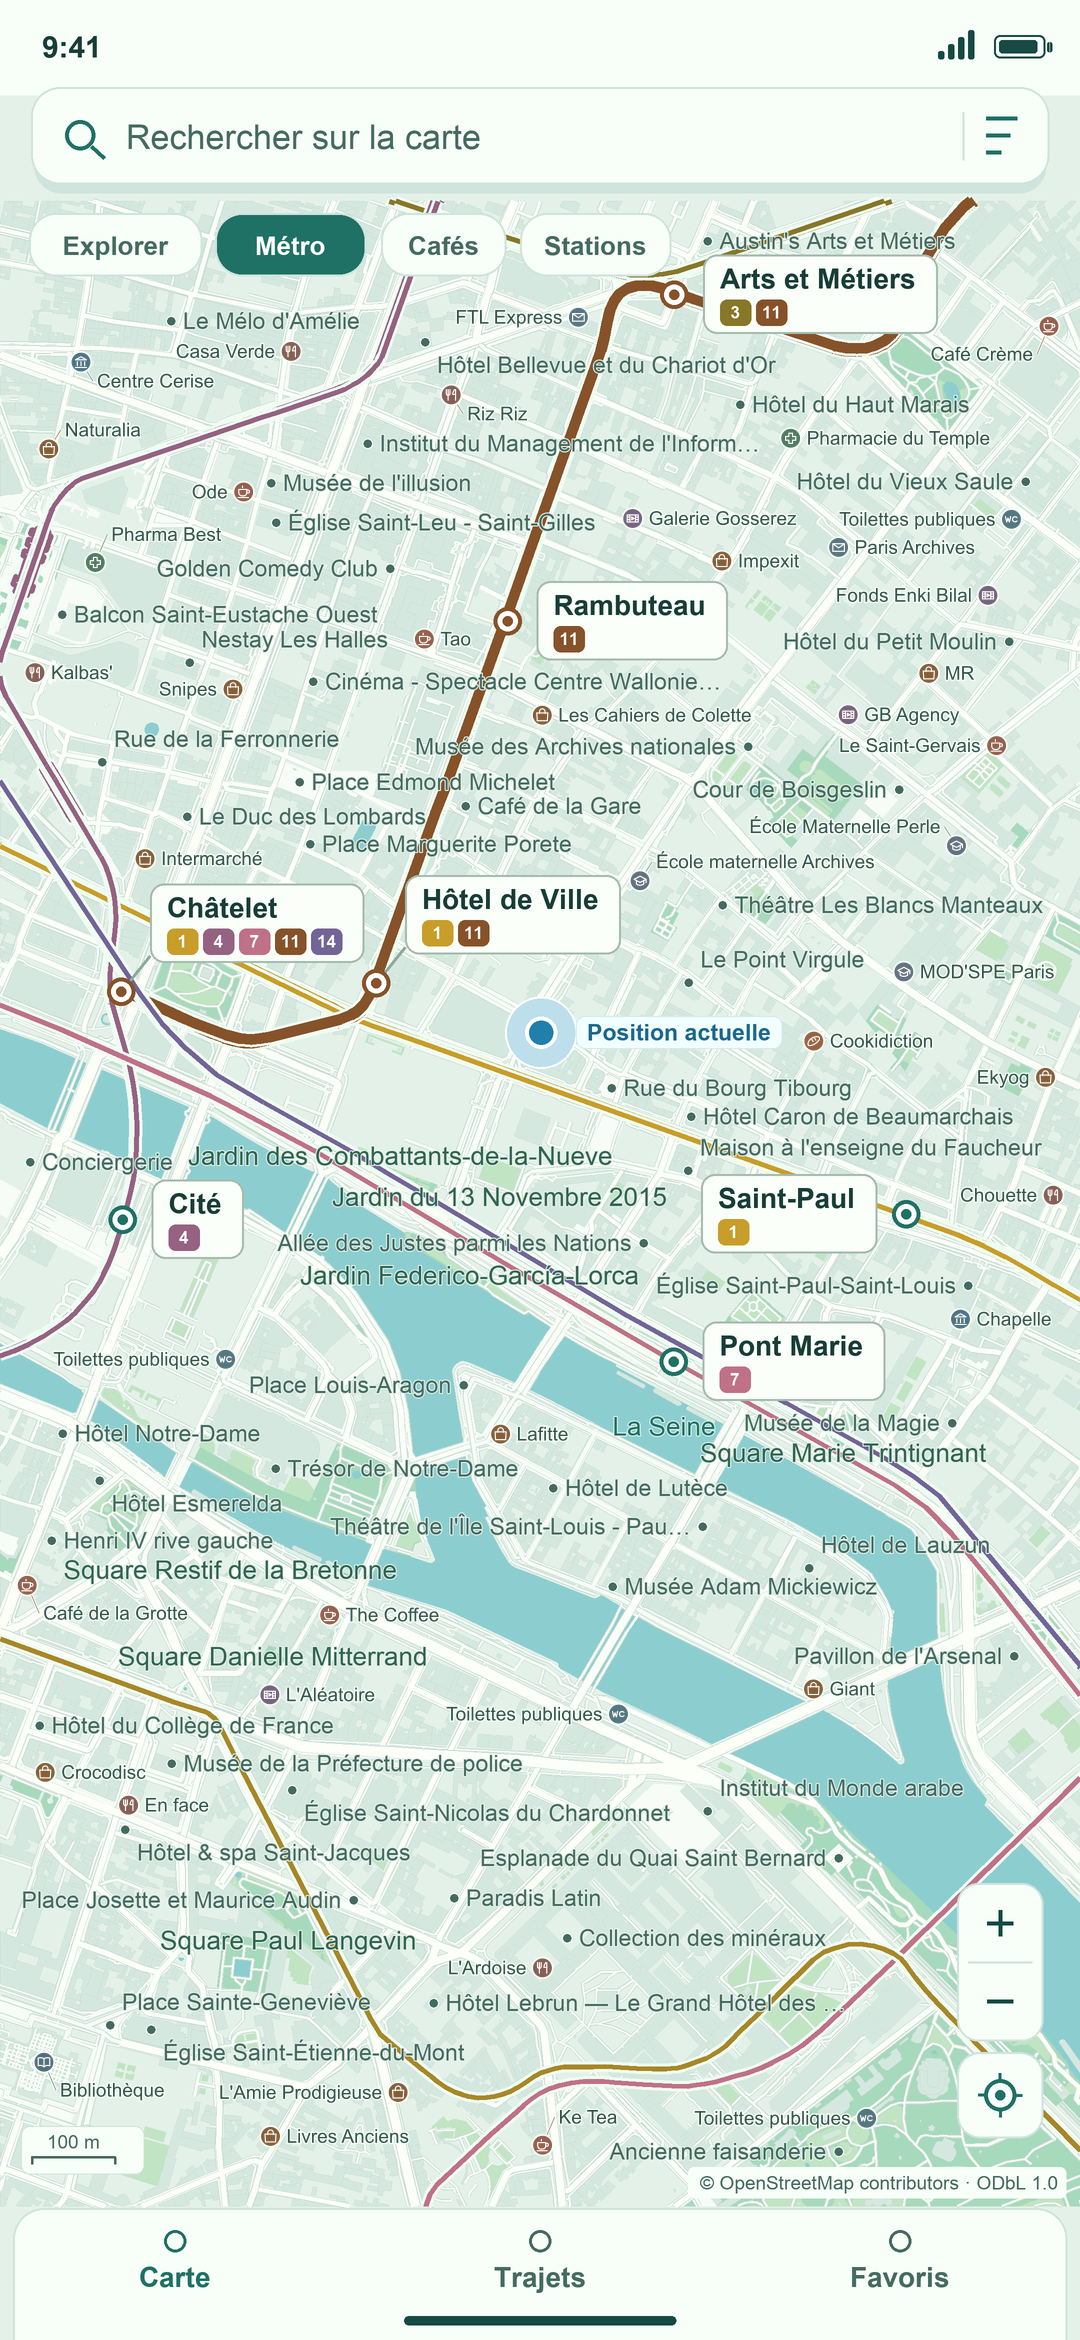 9:41
Rechercher sur la carte
Explorer
Métro
Cafés
Stations
Austin's Arts et Métiers
Arts et Métiers
3 11
Le Mélo d'Amélie
FTL Express
Casa Verde
Café Crème
Centre Cerise
Hôtel Bellevue et du Chariot d'Or
Riz Riz
Hôtel du Haut Marais
Naturalia
Institut du Management de l'Inform…
Pharmacie du Temple
Ode
Musée de l'illusion
Hôtel du Vieux Saule
Église Saint-Leu - Saint-Gilles
Galerie Gosserez
Toilettes publiques
WC
Pharma Best
Paris Archives
Golden Comedy Club
Impexit
Fonds Enki Bilal
Rambuteau
11
Balcon Saint-Eustache Ouest
Nestay Les Halles
Tao
Hôtel du Petit Moulin
Kalbas'
MR
Snipes
Cinéma - Spectacle Centre Wallonie…
Les Cahiers de Colette
GB Agency
Rue de la Ferronnerie
Musée des Archives nationales
Le Saint-Gervais
Place Edmond Michelet
Cour de Boisgeslin
Café de la Gare
Le Duc des Lombards
École Maternelle Perle
Place Marguerite Porete
Intermarché
École maternelle Archives
Châtelet
1 4 7 11 14
Hôtel de Ville
1 11
Théâtre Les Blancs Manteaux
Le Point Virgule
MOD'SPE Paris
Position actuelle
Cookidiction
Ekyog
Rue du Bourg Tibourg
Hôtel Caron de Beaumarchais
Maison à l'enseigne du Faucheur
Conciergerie
Jardin des Combattants-de-la-Nueve
Cité
4
Jardin du 13 Novembre 2015
Saint-Paul
1
Chouette
Allée des Justes parmi les Nations
Jardin Federico-García-Lorca
Église Saint-Paul-Saint-Louis
Chapelle
Pont Marie
7
Toilettes publiques
WC
Place Louis-Aragon
La Seine
Musée de la Magie
Hôtel Notre-Dame
Lafitte
Square Marie Trintignant
Trésor de Notre-Dame
Hôtel de Lutèce
Hôtel Esmerelda
Théâtre de l'Île Saint-Louis - Pau…
Henri IV rive gauche
Hôtel de Lauzun
Square Restif de la Bretonne
Musée Adam Mickiewicz
Café de la Grotte
The Coffee
Square Danielle Mitterrand
Pavillon de l'Arsenal
L'Aléatoire
Giant
Toilettes publiques
WC
Hôtel du Collège de France
Crocodisc
Musée de la Préfecture de police
Institut du Monde arabe
En face
Église Saint-Nicolas du Chardonnet
Hôtel & spa Saint-Jacques
Esplanade du Quai Saint Bernard
Place Josette et Maurice Audin
Paradis Latin
Square Paul Langevin
Collection des minéraux
+
L'Ardoise
Place Sainte-Geneviève
Hôtel Lebrun — Le Grand Hôtel des …
−
Église Saint-Étienne-du-Mont
Bibliothèque
L'Amie Prodigieuse
Ke Tea
Toilettes publiques
WC
Livres Anciens
100 m
Ancienne faisanderie
© OpenStreetMap contributors · ODbL 1.0
Carte
Trajets
Favoris